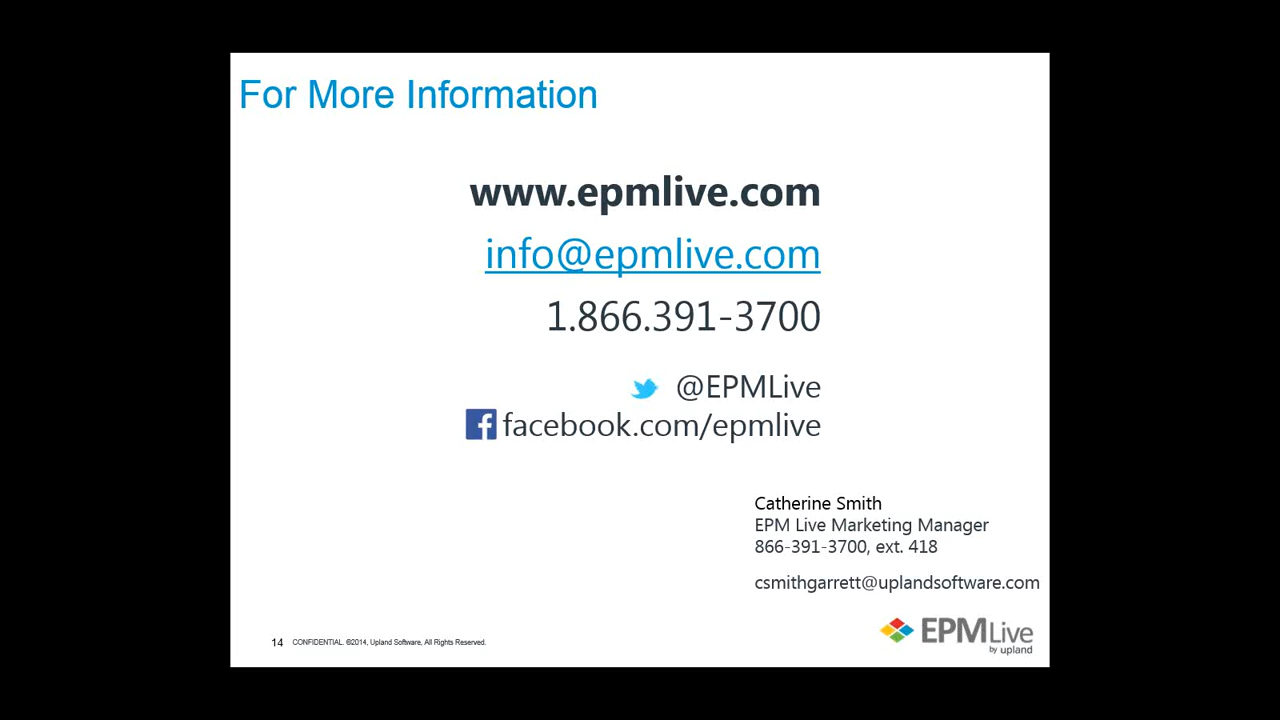 For More Information
www.epmlive.com
info@epmlive.com
1.866.391-3700
@EPMLive
facebook.com/epmlive
Catherine Smith
EPM Live Marketing Manager
866-391-3700, ext. 418
csmithgarrett@uplandsoftware.com
14 CONFIDENTIAL. ©2014, Upland Software, All Rights Reserved.
EPMLive
by upland